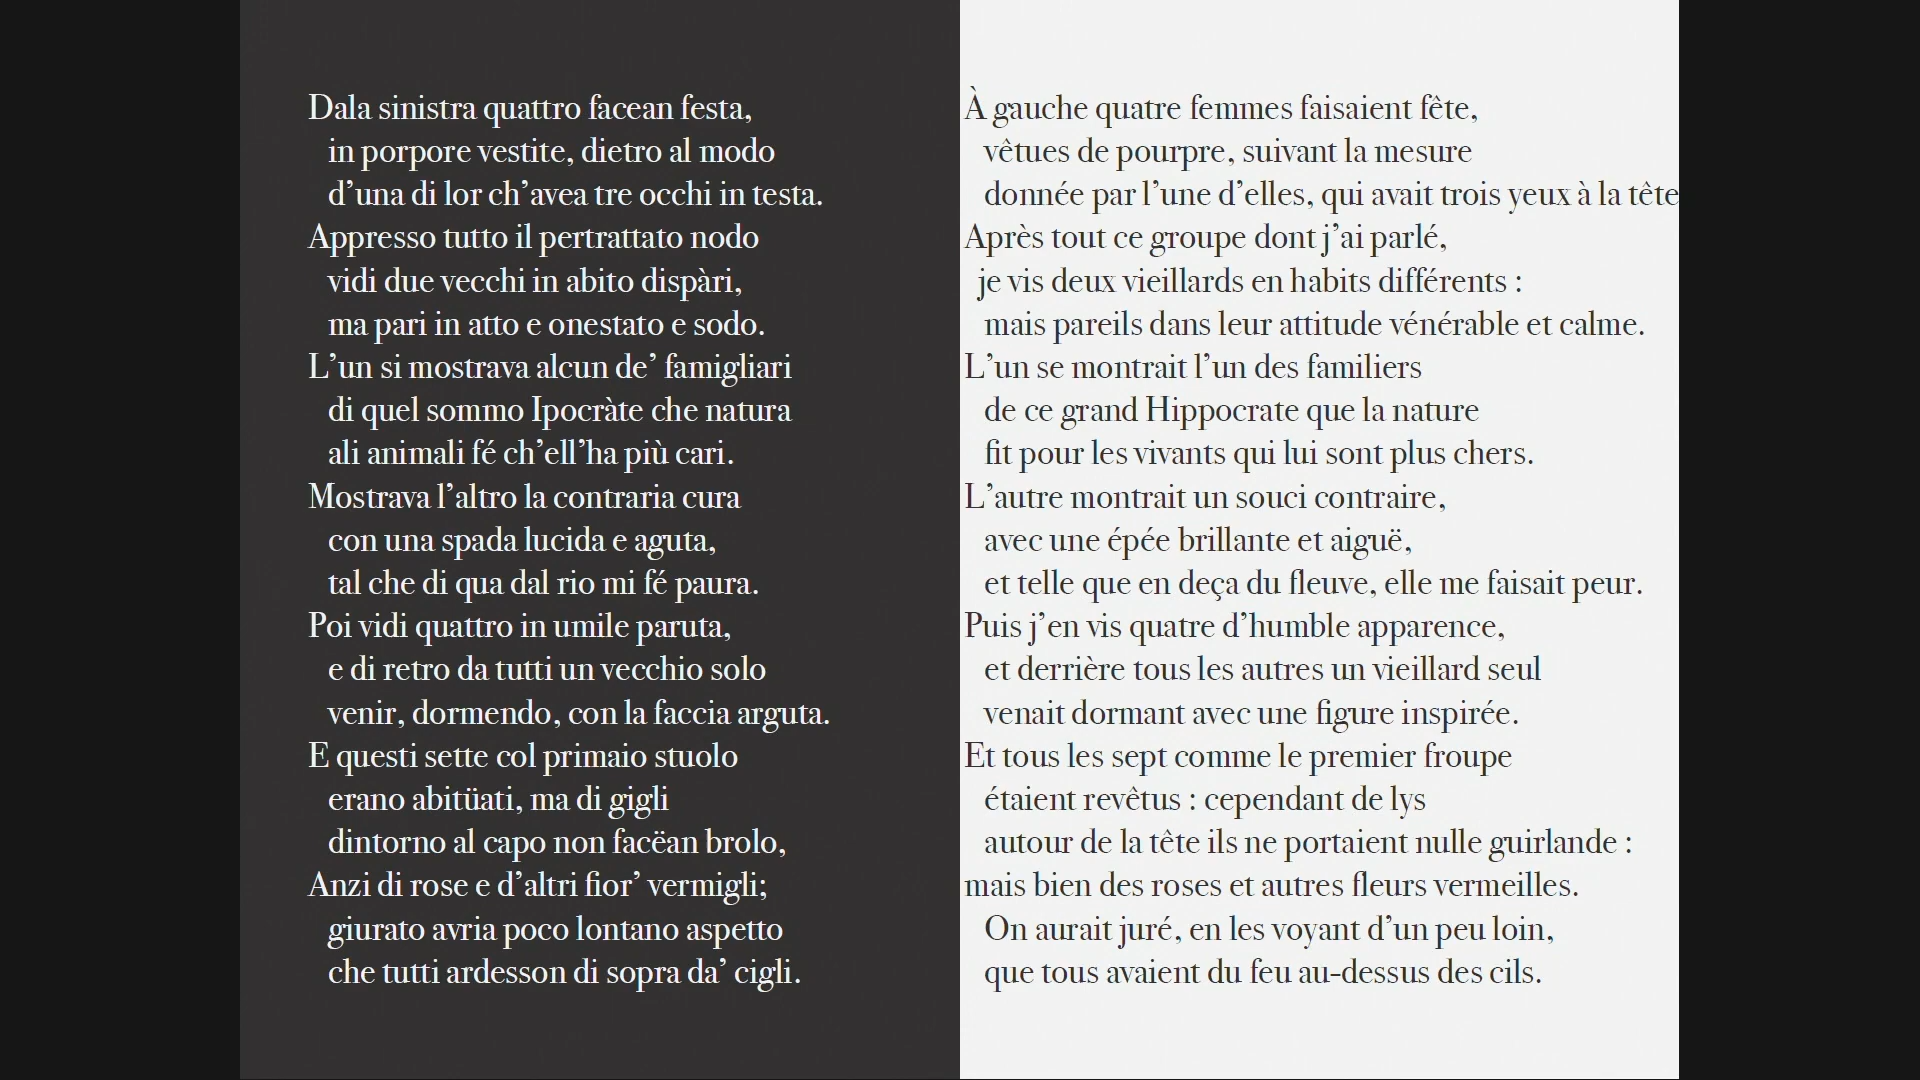 Dala sinistra quattro facean festa,
in porpore vestite, dietro al modo
d’una di lor ch’avea tre occhi in testa.
Appresso tutto il pertrattato nodo
vidi due vecchi in abito dispàri,
ma pari in atto e onestato e sodo.
L’un si mostrava alcun de’ famigliari
di quel sommo Ipocràte che natura
ali animali fé ch’ell’ha più cari.
Mostrava l’altro la contraria cura
con una spada lucida e aguta,
tal che di qua dal rio mi fé paura.
Poi vidi quattro in umile paruta,
e di retro da tutti un vecchio solo
venir, dormendo, con la faccia arguta.
E questi sette col primaio stuolo
erano abitüati, ma di gigli
dintorno al capo non facëan brolo,
Anzi di rose e d’altri fior’ vermigli;
giurato avria poco lontano aspetto
che tutti ardesson di sopra da’ cigli.
À gauche quatre femmes faisaient fête,
vêtues de pourpre, suivant la mesure
donnée par l’une d’elles, qui avait trois yeux à la tête
Après tout ce groupe dont j’ai parlé,
je vis deux vieillards en habits différents :
mais pareils dans leur attitude vénérable et calme.
L’un se montrait l’un des familiers
de ce grand Hippocrate que la nature
fit pour les vivants qui lui sont plus chers.
L’autre montrait un souci contraire,
avec une épée brillante et aiguë,
et telle que en deça du fleuve, elle me faisait peur.
Puis j’en vis quatre d’humble apparence,
et derrière tous les autres un vieillard seul
venait dormant avec une figure inspirée.
Et tous les sept comme le premier froupe
étaient revêtus : cependant de lys
autour de la tête ils ne portaient nulle guirlande :
mais bien des roses et autres fleurs vermeilles.
On aurait juré, en les voyant d’un peu loin,
que tous avaient du feu au-dessus des cils.